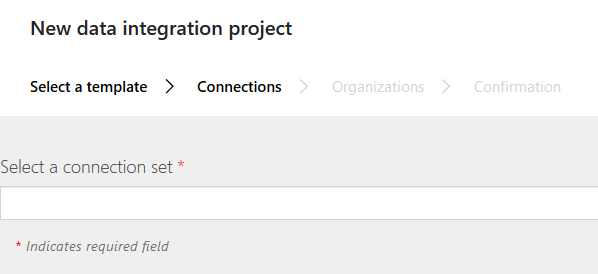 New data integration project
Select a template > Connections > Organizations > Confirmation
Select a connection set *
* Indicates required field